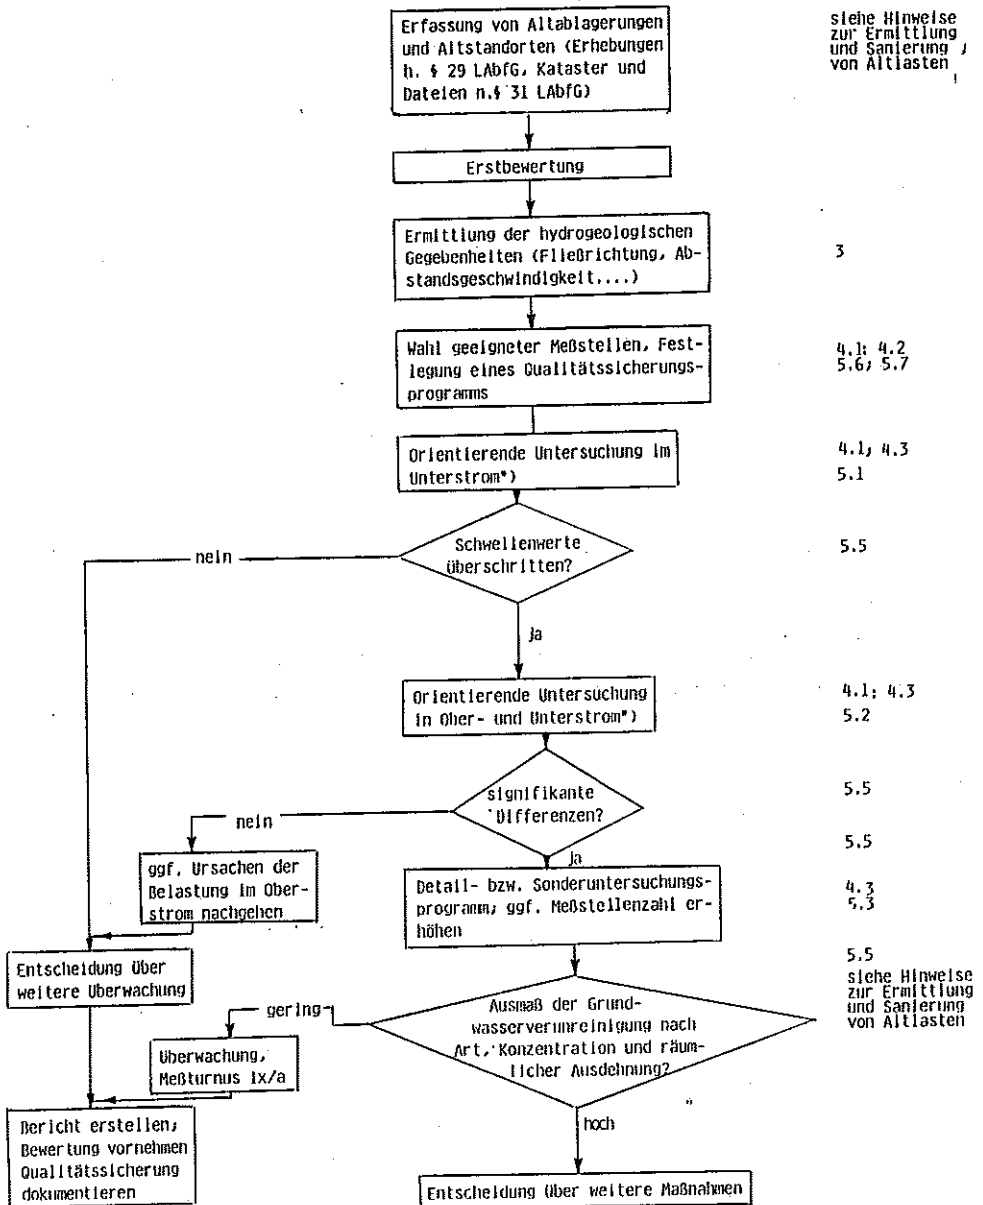 Erfassung von Altablagerungen
und Altstandorten (Erhebungen
h. § 29 LAbfG, Kataster und
Dateien n.§ 31 LAbfG)
siehe Hinweise
zur Ermittlung
und Sanierung
von Altlasten
Erstbewertung
Ermittlung der hydrogeologischen
Gegebenheiten (Fließrichtung, Ab-
standsgeschwindigkeit,...)
3
Wahl geeigneter Meßstellen, Fest-
legung eines Qualitätssicherungs-
programms
4.1; 4.2
5.6; 5.7
Orientierende Untersuchung im
Unterstrom*)
4.1; 4.3
5.1
Schwellenwerte
überschritten?
5.5
nein
ja
Orientierende Untersuchung
in Ober- und Unterstrom*)
4.1; 4.3
5.2
signifikante
Differenzen?
5.5
nein
ja
5.5
ggf. Ursachen der
Belastung im Ober-
strom nachgehen
Detail- bzw. Sonderuntersuchungs-
programm; ggf. Meßstellenzahl er-
höhen
4.3
5.3
Entscheidung über
weitere Überwachung
5.5
siehe Hinweise
zur Ermittlung
und Sanierung
von Altlasten
Ausmaß der Grund-
wasserverunreinigung nach
Art, Konzentration und räum-
licher Ausdehnung?
gering
Überwachung,
Meßturnus 1x/a
hoch
Bericht erstellen;
Bewertung vornehmen
Qualitätssicherung
dokumentieren
Entscheidung über weitere Maßnahmen